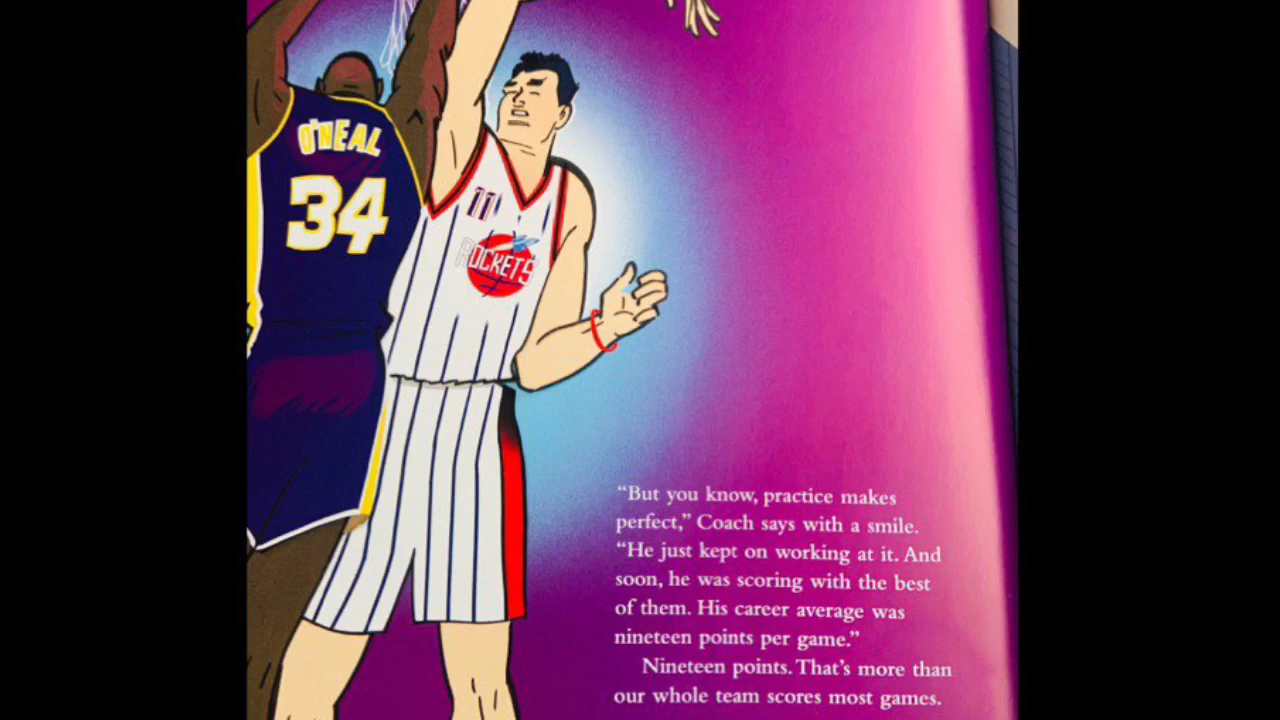 O'NEAL
34
11
ROCKETS
“But you know, practice makes
perfect,” Coach says with a smile.
“He just kept on working at it. And
soon, he was scoring with the best
of them. His career average was
nineteen points per game.”
Nineteen points. That’s more than
our whole team scores most games.